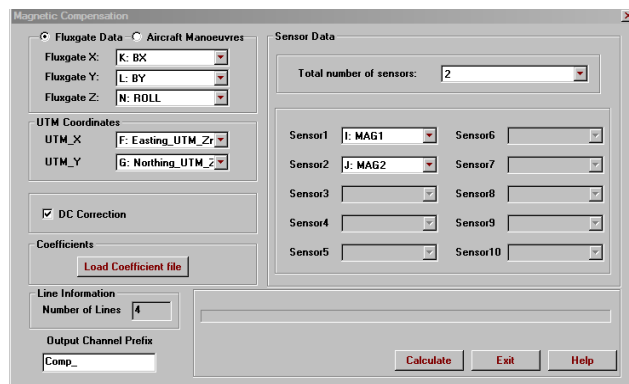 Magnetic Compensation
Fluxgate Data Aircraft Manoeuvres
Fluxgate X: K: BX
Fluxgate Y: L: BY
Fluxgate Z: N: ROLL
UTM Coordinates
UTM_X F: Easting_UTM_Zr
UTM_Y G: Northing_UTM_Z
DC Correction
Coefficients
Load Coefficient file
Line Information
Number of Lines 4
Output Channel Prefix
Comp_
Sensor Data
Total number of sensors: 2
Sensor1 I: MAG1 Sensor6
Sensor2 J: MAG2 Sensor7
Sensor3 Sensor8
Sensor4 Sensor9
Sensor5 Sensor10
Calculate Exit Help